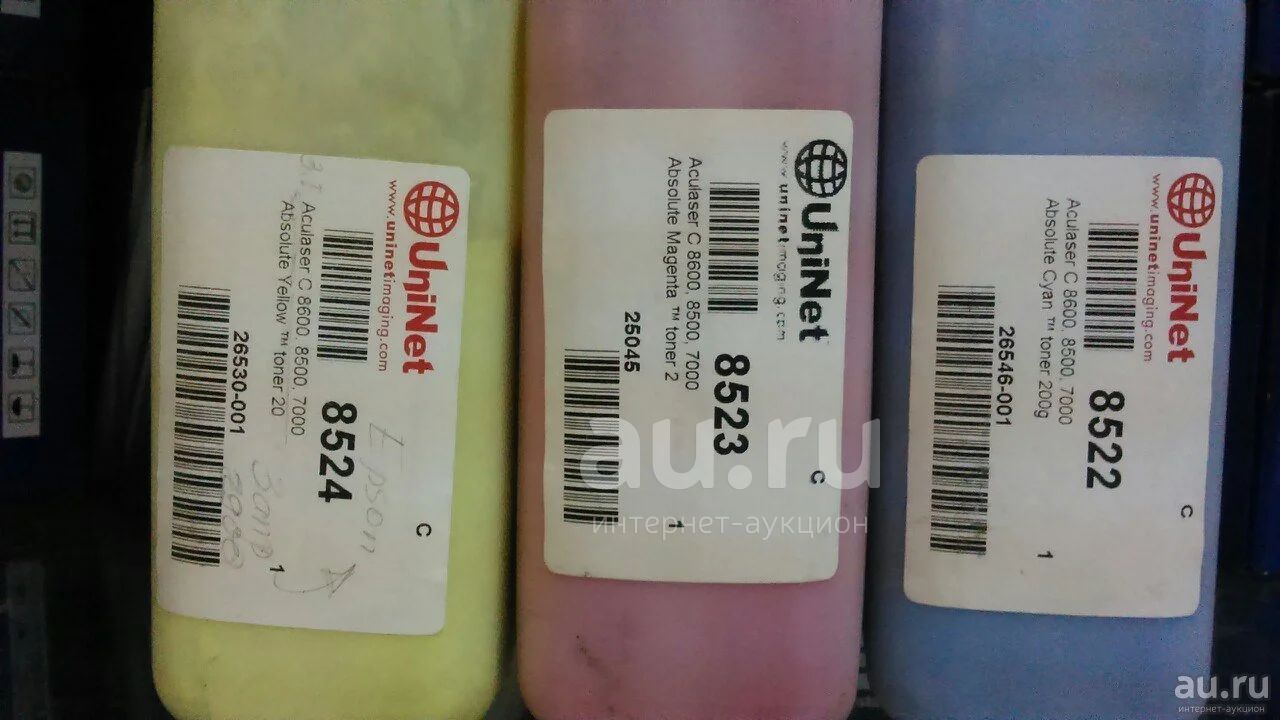 UniNet
www.uninetimaging.com
8524
C
Aculaser C 8600, 8500, 7000
Absolute Yellow ™ toner 20
26530-001
1
Epson
UniNet
www.uninetimaging.com
8523
C
Aculaser C 8600, 8500, 7000
Absolute Magenta ™ toner 2
25045
1
UniNet
www.uninetimaging.com
8522
C
Aculaser C 8600, 8500, 7000
Absolute Cyan ™ toner 200g
26546-001
1
au.ru
интернет-аукцион
au.ru
интернет-аукцион